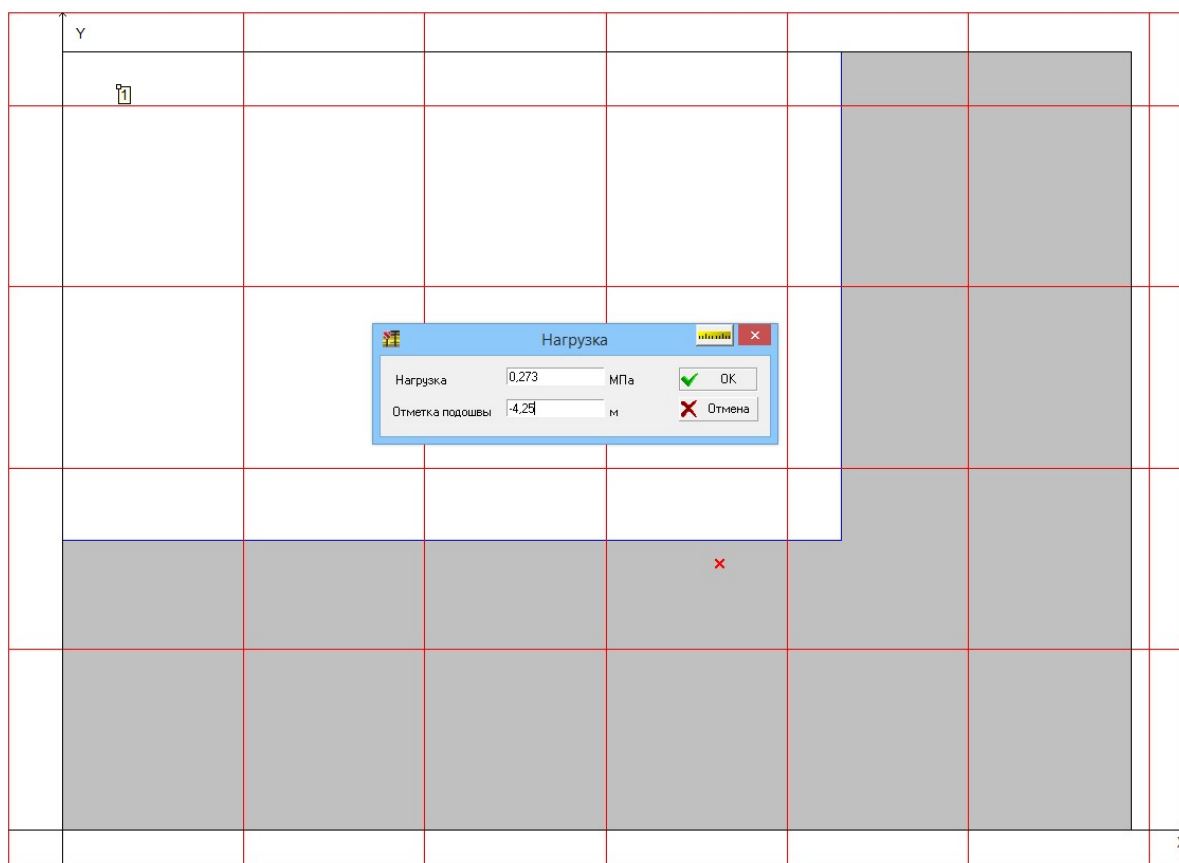 Y
1
Нагрузка
Нагрузка 0,273 МПа OK
Отметка подошвы -4,25 м Отмена